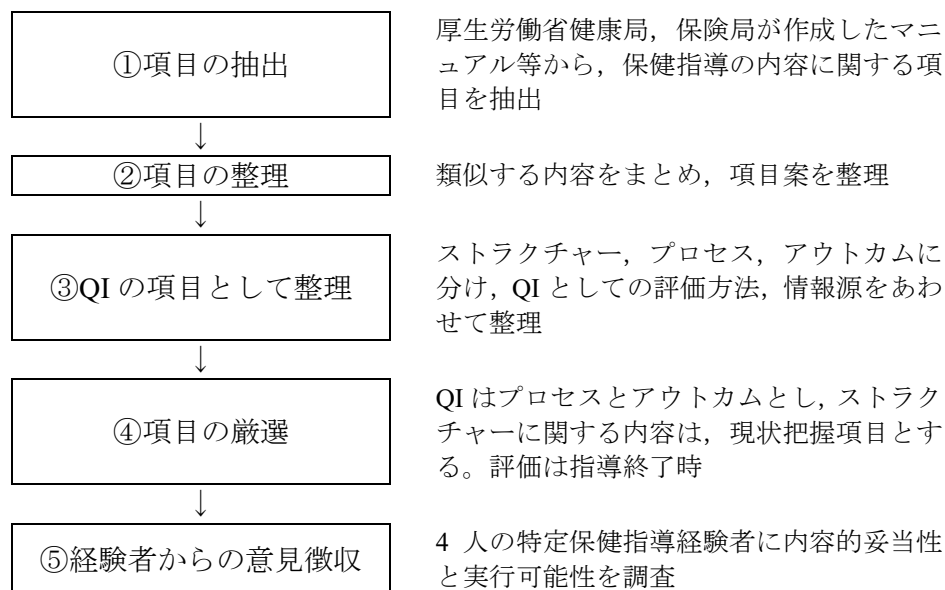 ①項目の抽出
厚生労働省健康局，保険局が作成したマニ
ュアル等から，保健指導の内容に関する項
目を抽出
↓
②項目の整理
類似する内容をまとめ，項目案を整理
↓
③QI の項目として整理
ストラクチャー，プロセス，アウトカムに
分け，QI としての評価方法，情報源をあわ
せて整理
↓
④項目の厳選
QI はプロセスとアウトカムとし，ストラク
チャーに関する内容は，現状把握項目とす
る。評価は指導終了時
↓
⑤経験者からの意見徴収
4 人の特定保健指導経験者に内容的妥当性
と実行可能性を調査